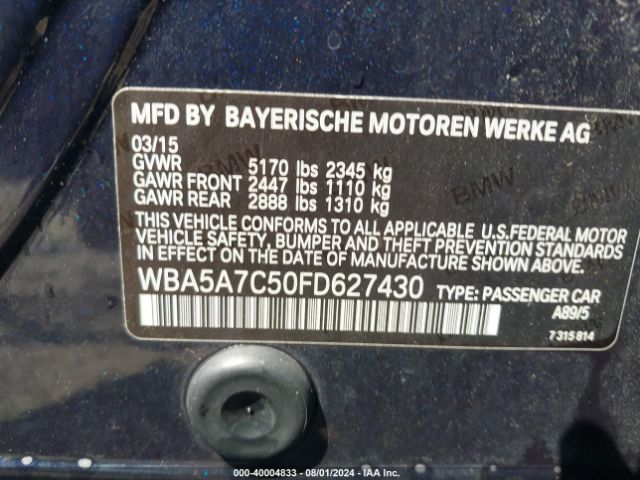 MFD BY BAYERISCHE MOTOREN WERKE AG
03/15
GVWR 5170 lbs 2345 kg
GAWR FRONT 2447 lbs 1110 kg
GAWR REAR 2888 lbs 1310 kg
THIS VEHICLE CONFORMS TO ALL APPLICABLE U.S.FEDERAL MOTOR
VEHICLE SAFETY, BUMPER AND THEFT PREVENTION STANDARDS
IN EFFECT ON THE DATE OF MANUFACTURE SHOWN ABOVE.
WBA5A7C50FD627430 TYPE: PASSENGER CAR
A89/5
7315814
000-40004833 - 08/01/2024 - IAA Inc.